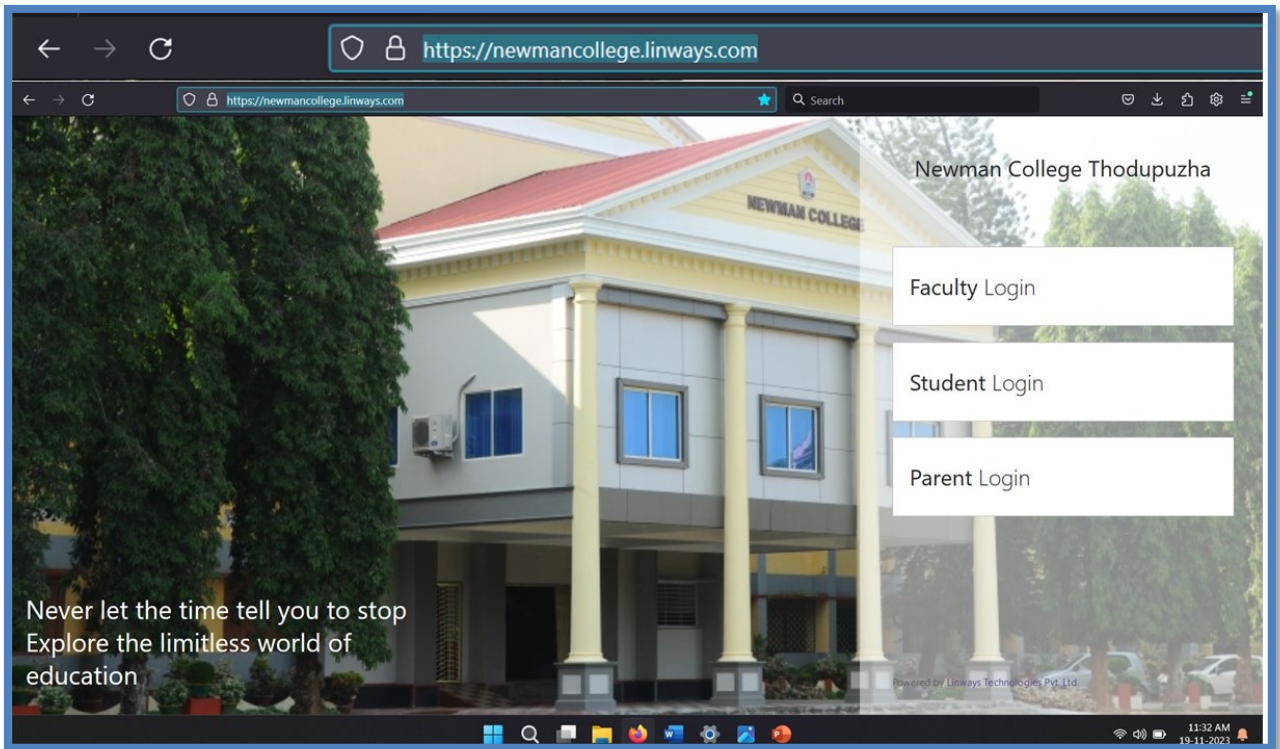 https://newmancollege.linways.com
https://newmancollege.linways.com
Search
NEWMAN COLLEGE
Newman College Thodupuzha
Faculty Login
Student Login
Parent Login
Never let the time tell you to stop
Explore the limitless world of
education
Powered by Linways Technologies Pvt. Ltd.
11:32 AM
19-11-2023